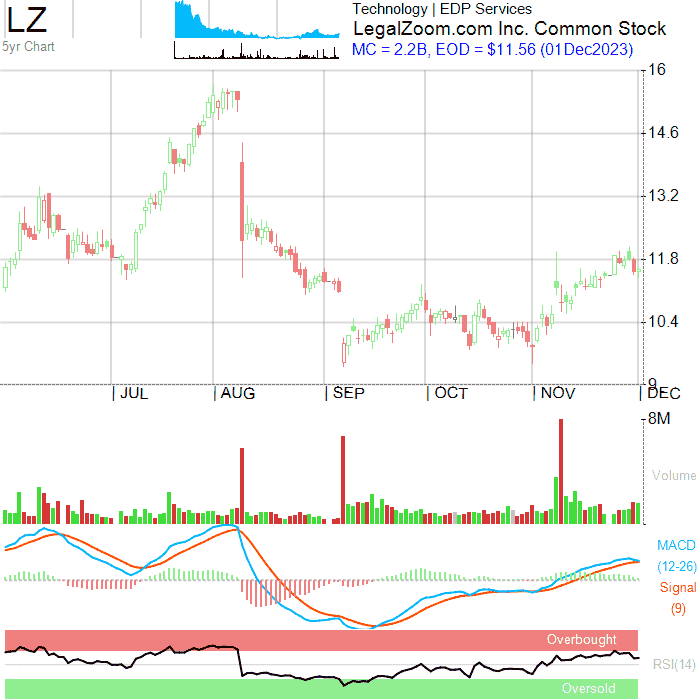 LZ
5yr Chart
Technology | EDP Services
LegalZoom.com Inc. Common Stock
MC = 2.2B, EOD = $11.56 (01Dec2023)
16
14.6
13.2
11.8
10.4
9
JUL
AUG
SEP
OCT
NOV
DEC
8M
Volume
MACD
(12-26)
Signal
(9)
Overbought
RSI(14)
Oversold